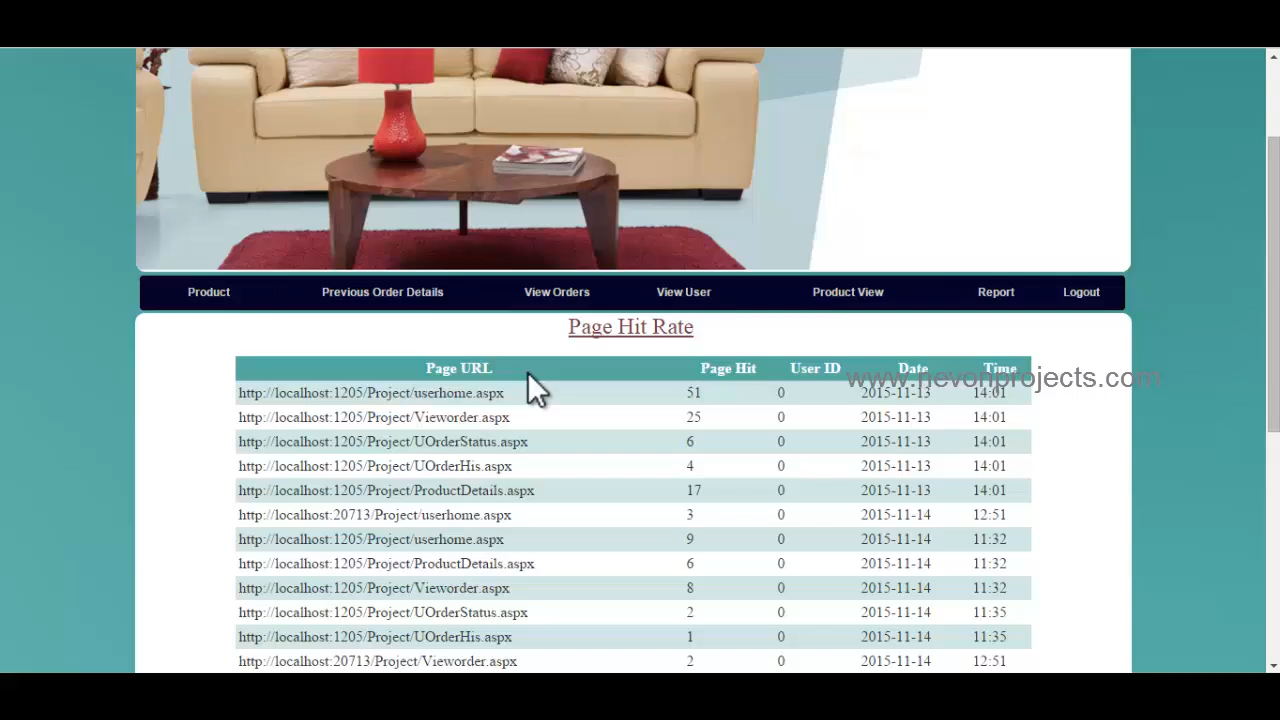 Product Previous Order Details View Orders View User Product View Report Logout
Page Hit Rate
Page URL Page Hit User ID Date Time
www.nevonprojects.com
http://localhost:1205/Project/userhome.aspx 51 0 2015-11-13 14:01
http://localhost:1205/Project/Vieworder.aspx 25 0 2015-11-13 14:01
http://localhost:1205/Project/UOrderStatus.aspx 6 0 2015-11-13 14:01
http://localhost:1205/Project/UOrderHis.aspx 4 0 2015-11-13 14:01
http://localhost:1205/Project/ProductDetails.aspx 17 0 2015-11-13 14:01
http://localhost:20713/Project/userhome.aspx 3 0 2015-11-14 12:51
http://localhost:1205/Project/userhome.aspx 9 0 2015-11-14 11:32
http://localhost:1205/Project/ProductDetails.aspx 6 0 2015-11-14 11:32
http://localhost:1205/Project/Vieworder.aspx 8 0 2015-11-14 11:32
http://localhost:1205/Project/UOrderStatus.aspx 2 0 2015-11-14 11:35
http://localhost:1205/Project/UOrderHis.aspx 1 0 2015-11-14 11:35
http://localhost:20713/Project/Vieworder.aspx 2 0 2015-11-14 12:51